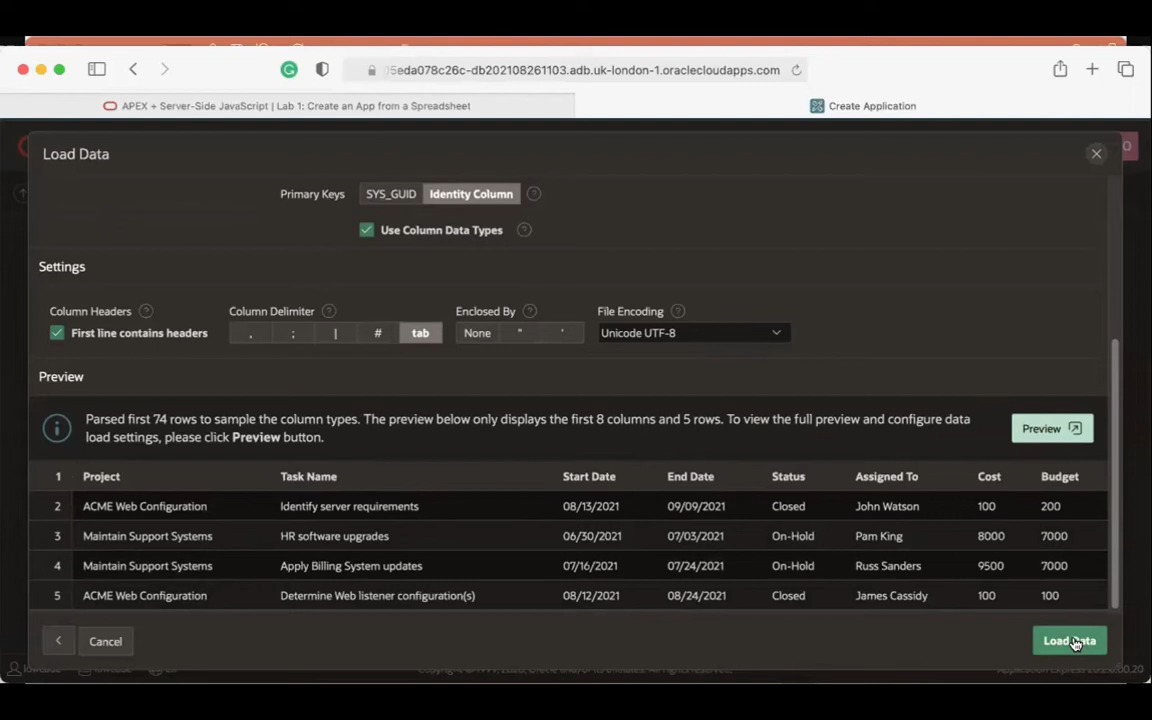 5eda078c26c-db202108261103.adb.uk-london-1.oraclecloudapps.com
APEX + Server-Side JavaScript | Lab 1: Create an App from a Spreadsheet
Create Application
Load Data
Primary Keys SYS_GUID Identity Column ?
Use Column Data Types ?
Settings
Column Headers ? Column Delimiter ? Enclosed By ? File Encoding ?
First line contains headers , ; | # tab None " ' Unicode UTF-8
Preview
Parsed first 74 rows to sample the column types. The preview below only displays the first 8 columns and 5 rows. To view the full preview and configure data
load settings, please click Preview button.
Preview
1 Project Task Name Start Date End Date Status Assigned To Cost Budget
2 ACME Web Configuration Identify server requirements 08/13/2021 09/09/2021 Closed John Watson 100 200
3 Maintain Support Systems HR software upgrades 06/30/2021 07/03/2021 On-Hold Pam King 8000 7000
4 Maintain Support Systems Apply Billing System updates 07/16/2021 07/24/2021 On-Hold Russ Sanders 9500 7000
5 ACME Web Configuration Determine Web listener configuration(s) 08/12/2021 08/24/2021 Closed James Cassidy 100 100
Cancel
Load Data